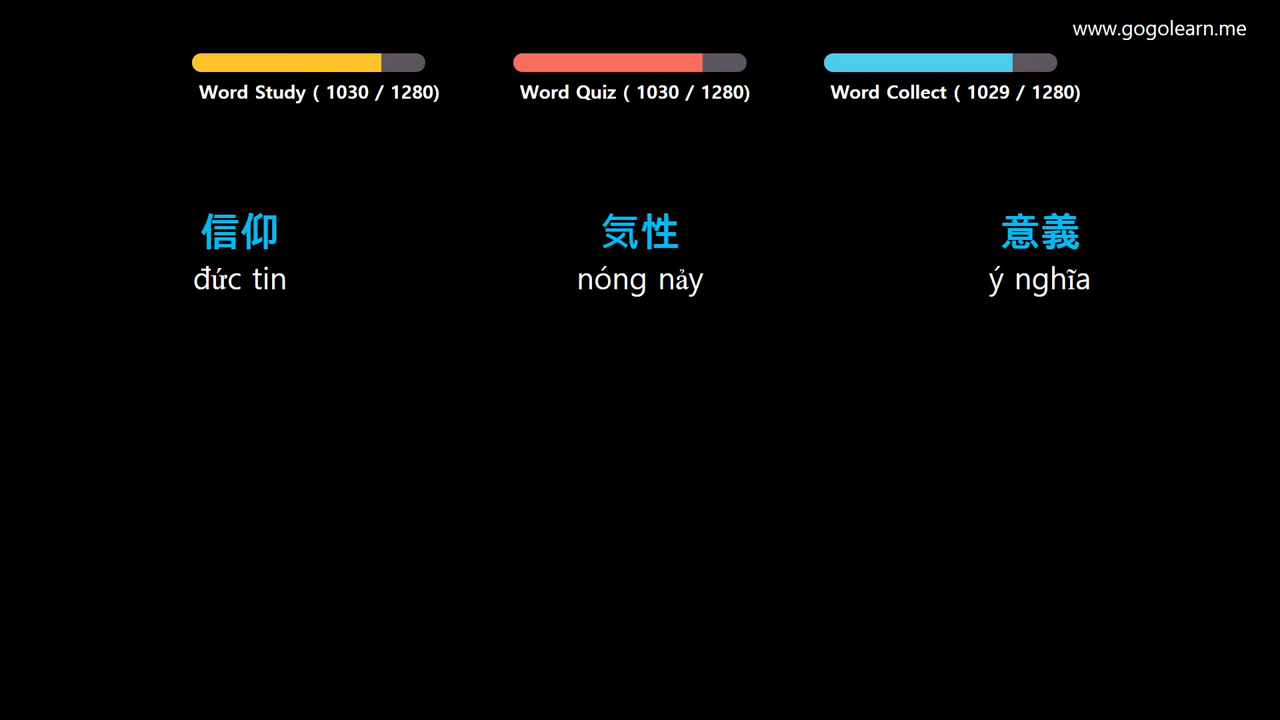 www.gogolearn.me
Word Study ( 1030 / 1280)
Word Quiz ( 1030 / 1280)
Word Collect ( 1029 / 1280)
信仰
đức tin
気性
nóng nảy
意義
ý nghĩa